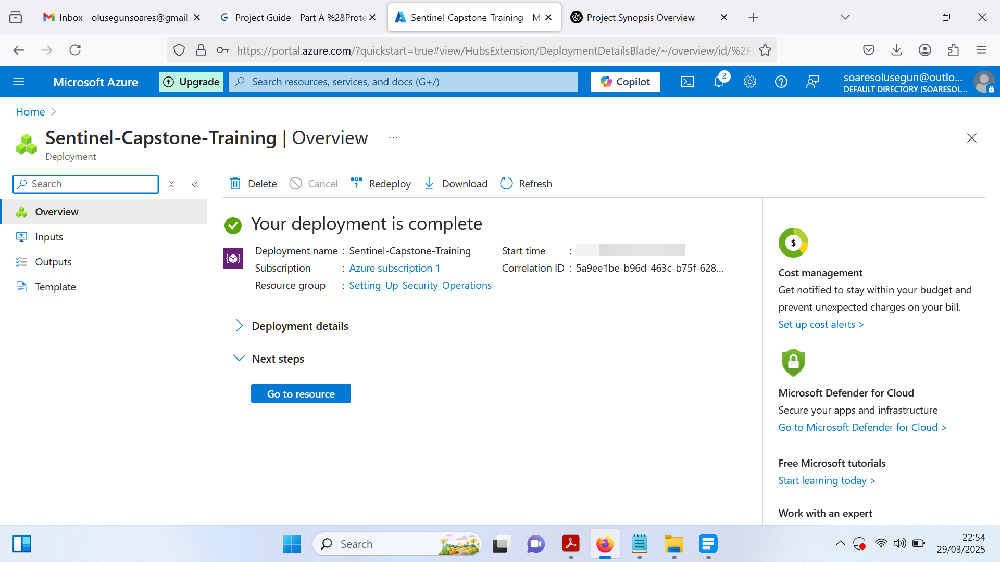 Inbox - olusegunsoares@gmail.
Project Guide - Part A %28Prote
Sentinel-Capstone-Training - Mi
Project Synopsis Overview
https://portal.azure.com/?quickstart=true#view/HubsExtension/DeploymentDetailsBlade/~/overview/id/%2F
Microsoft Azure
Upgrade
Search resources, services, and docs (G+/)
Copilot
2
soaresolusegun@outlo...
DEFAULT DIRECTORY (SOARESOL...
Home
Sentinel-Capstone-Training | Overview ...
Deployment
Search
Delete
Cancel
Redeploy
Download
Refresh
Overview
Inputs
Outputs
Template
Your deployment is complete
Deployment name : Sentinel-Capstone-Training
Subscription : Azure subscription 1
Resource group : Setting_Up_Security_Operations
Start time :
Correlation ID : 5a9ee1be-b96d-463c-b75f-628...
Deployment details
Next steps
Go to resource
$
Cost management
Get notified to stay within your budget and
prevent unexpected charges on your bill.
Set up cost alerts >
Microsoft Defender for Cloud
Secure your apps and infrastructure
Go to Microsoft Defender for Cloud >
Free Microsoft tutorials
Start learning today >
Work with an expert
Search
22:54
29/03/2025